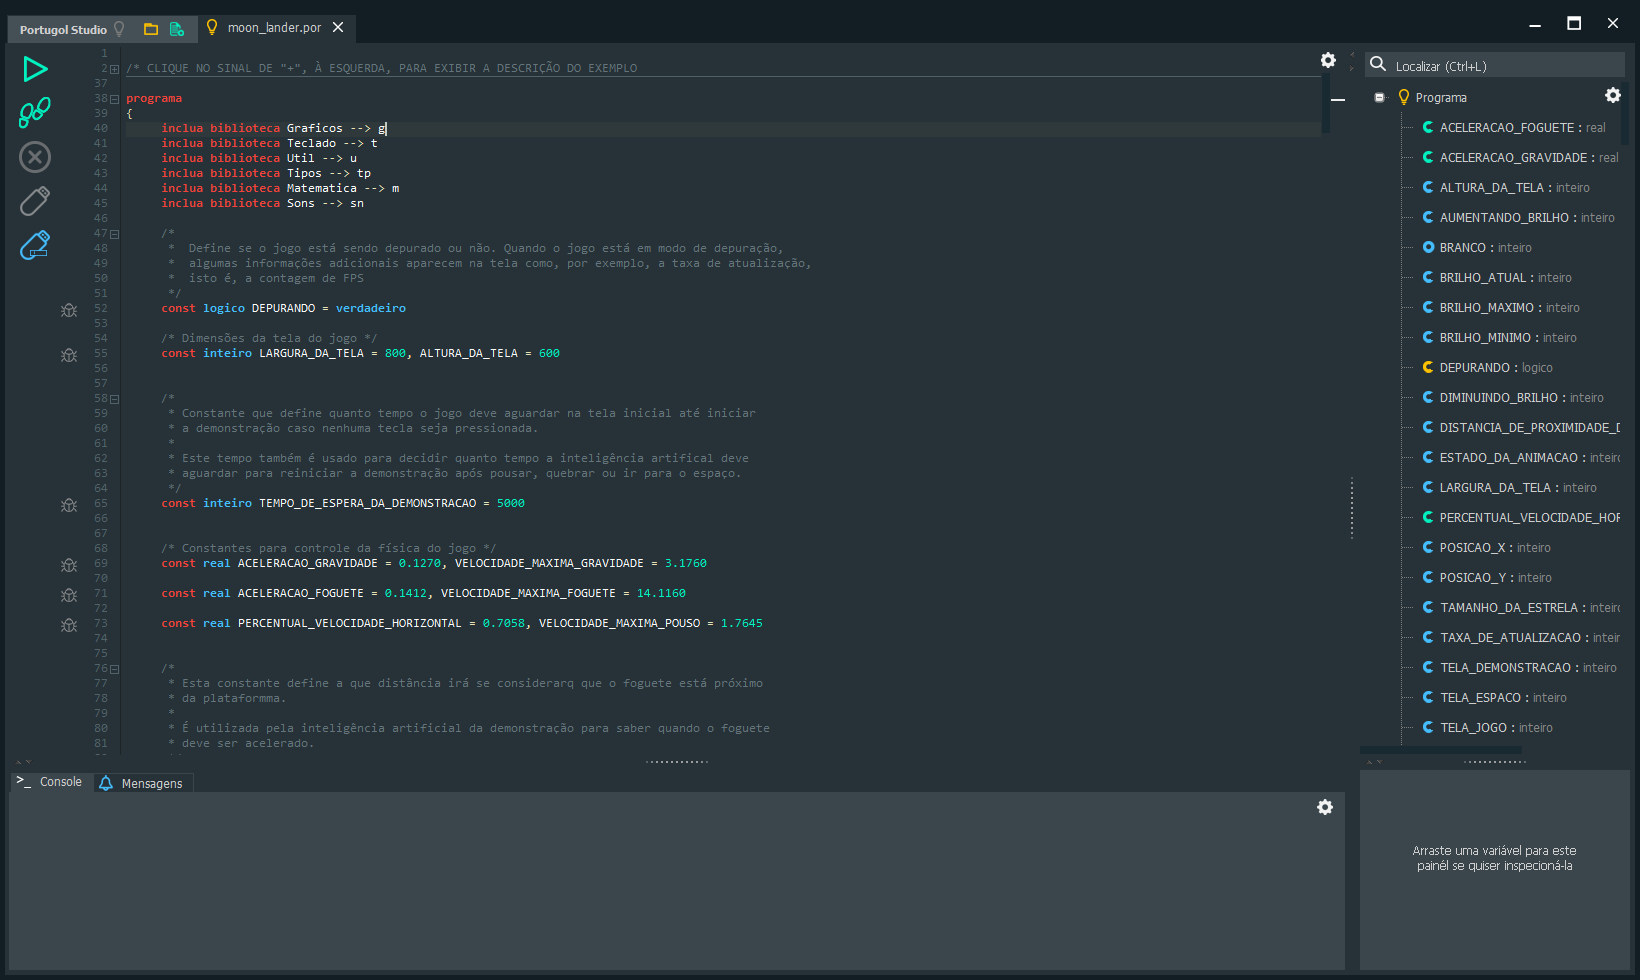 Portugol Studio
moon_lander.por
1
2 /* CLIQUE NO SINAL DE "+", À ESQUERDA, PARA EXIBIR A DESCRIÇÃO DO EXEMPLO
37
38 programa
39 {
40 inclua biblioteca Graficos --> g
41 inclua biblioteca Teclado --> t
42 inclua biblioteca Util --> u
43 inclua biblioteca Tipos --> tp
44 inclua biblioteca Matematica --> m
45 inclua biblioteca Sons --> sn
46
47 /*
48 * Define se o jogo está sendo depurado ou não. Quando o jogo está em modo de depuração,
49 * algumas informações adicionais aparecem na tela como, por exemplo, a taxa de atualização,
50 * isto é, a contagem de FPS
51 */
52 const logico DEPURANDO = verdadeiro
53
54 /* Dimensões da tela do jogo */
55 const inteiro LARGURA_DA_TELA = 800, ALTURA_DA_TELA = 600
56
57
58 /*
59 * Constante que define quanto tempo o jogo deve aguardar na tela inicial até iniciar
60 * a demonstração caso nenhuma tecla seja pressionada.
61 *
62 * Este tempo também é usado para decidir quanto tempo a inteligência artifical deve
63 * aguardar para reiniciar a demonstração após pousar, quebrar ou ir para o espaço.
64 */
65 const inteiro TEMPO_DE_ESPERA_DA_DEMONSTRACAO = 5000
66
67
68 /* Constantes para controle da física do jogo */
69 const real ACELERACAO_GRAVIDADE = 0.1270, VELOCIDADE_MAXIMA_GRAVIDADE = 3.1760
70
71 const real ACELERACAO_FOGUETE = 0.1412, VELOCIDADE_MAXIMA_FOGUETE = 14.1160
72
73 const real PERCENTUAL_VELOCIDADE_HORIZONTAL = 0.7058, VELOCIDADE_MAXIMA_POUSO = 1.7645
74
75
76 /*
77 * Esta constante define a que distância irá se considerarq que o foguete está próximo
78 * da plataformma.
79 *
80 * É utilizada pela inteligência artificial da demonstração para saber quando o foguete
81 * deve ser acelerado.
Localizar (Ctrl+L)
Programa
ACELERACAO_FOGUETE : real
ACELERACAO_GRAVIDADE : real
ALTURA_DA_TELA : inteiro
AUMENTANDO_BRILHO : inteiro
BRANCO : inteiro
BRILHO_ATUAL : inteiro
BRILHO_MAXIMO : inteiro
BRILHO_MINIMO : inteiro
DEPURANDO : logico
DIMINUINDO_BRILHO : inteiro
DISTANCIA_DE_PROXIMIDADE_D
ESTADO_DA_ANIMACAO : inteiro
LARGURA_DA_TELA : inteiro
PERCENTUAL_VELOCIDADE_HOR
POSICAO_X : inteiro
POSICAO_Y : inteiro
TAMANHO_DA_ESTRELA : inteiro
TAXA_DE_ATUALIZACAO : inteir
TELA_DEMONSTRACAO : inteiro
TELA_ESPACO : inteiro
TELA_JOGO : inteiro
>_ Console
Mensagens
Arraste uma variável para este
painél se quiser inspecioná-la